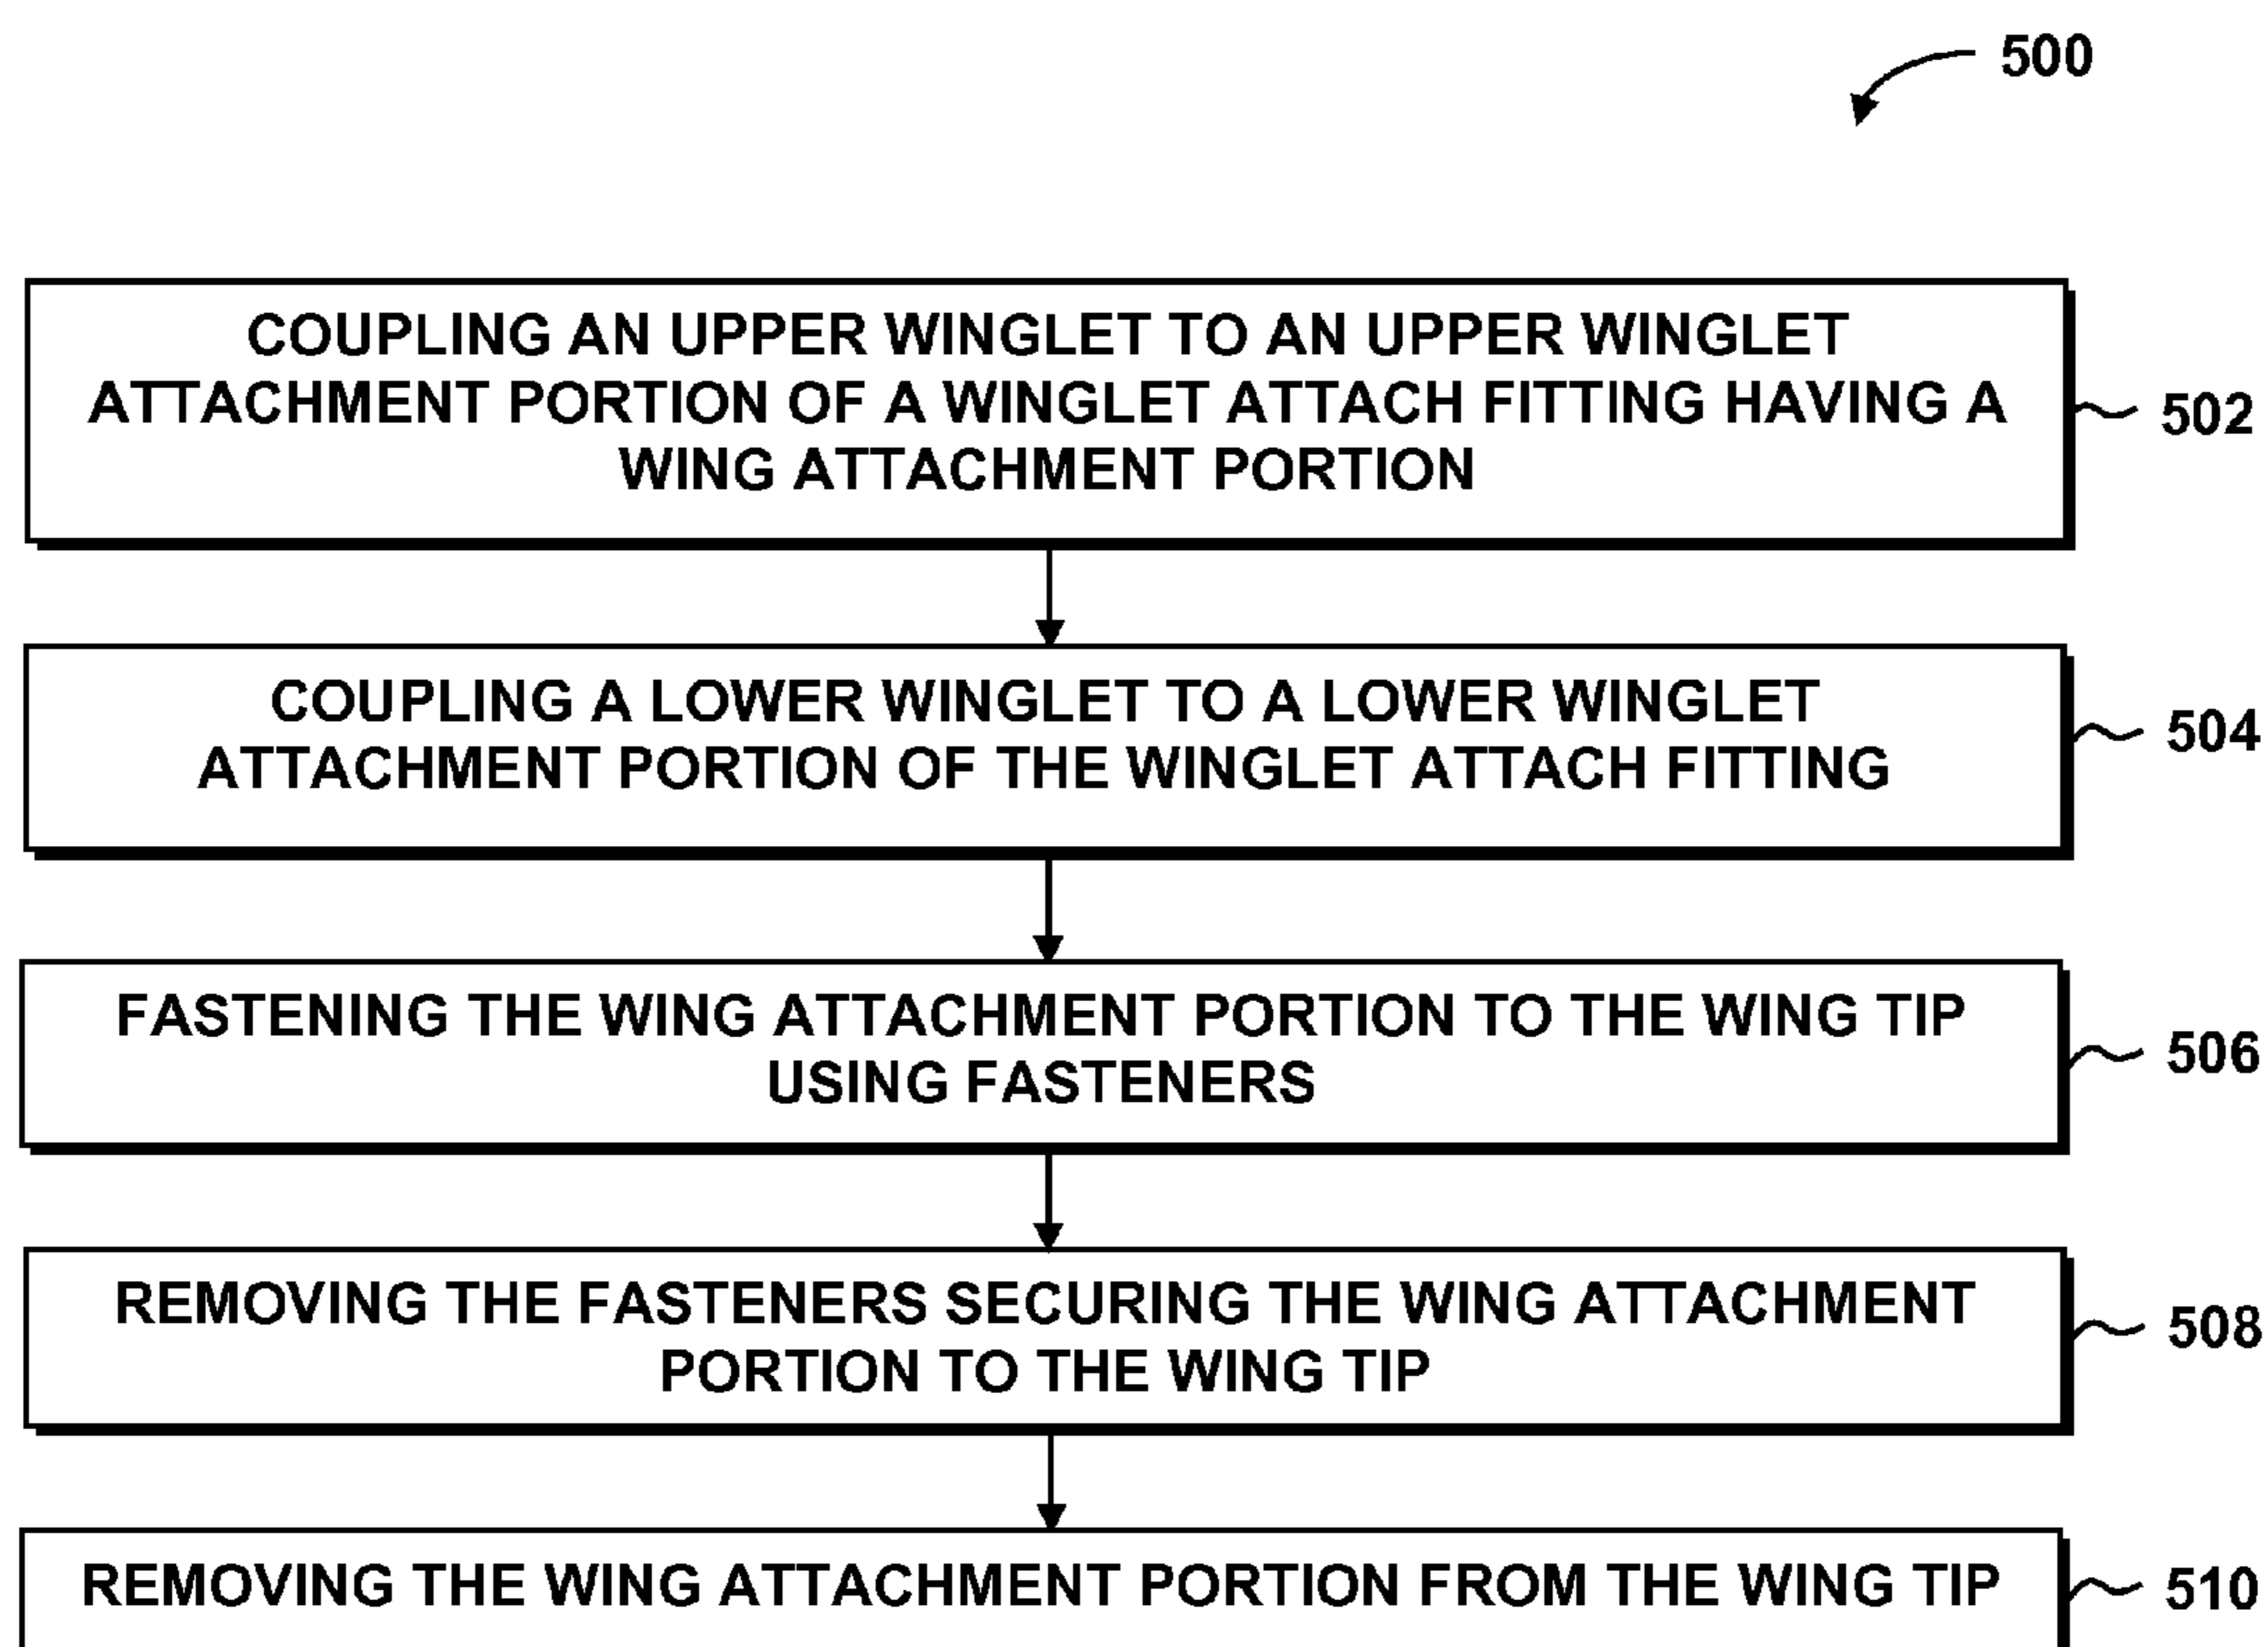 500
COUPLING AN UPPER WINGLET TO AN UPPER WINGLET
ATTACHMENT PORTION OF A WINGLET ATTACH FITTING HAVING A
WING ATTACHMENT PORTION
502
COUPLING A LOWER WINGLET TO A LOWER WINGLET
ATTACHMENT PORTION OF THE WINGLET ATTACH FITTING
504
FASTENING THE WING ATTACHMENT PORTION TO THE WING TIP
USING FASTENERS
506
REMOVING THE FASTENERS SECURING THE WING ATTACHMENT
PORTION TO THE WING TIP
508
REMOVING THE WING ATTACHMENT PORTION FROM THE WING TIP
510